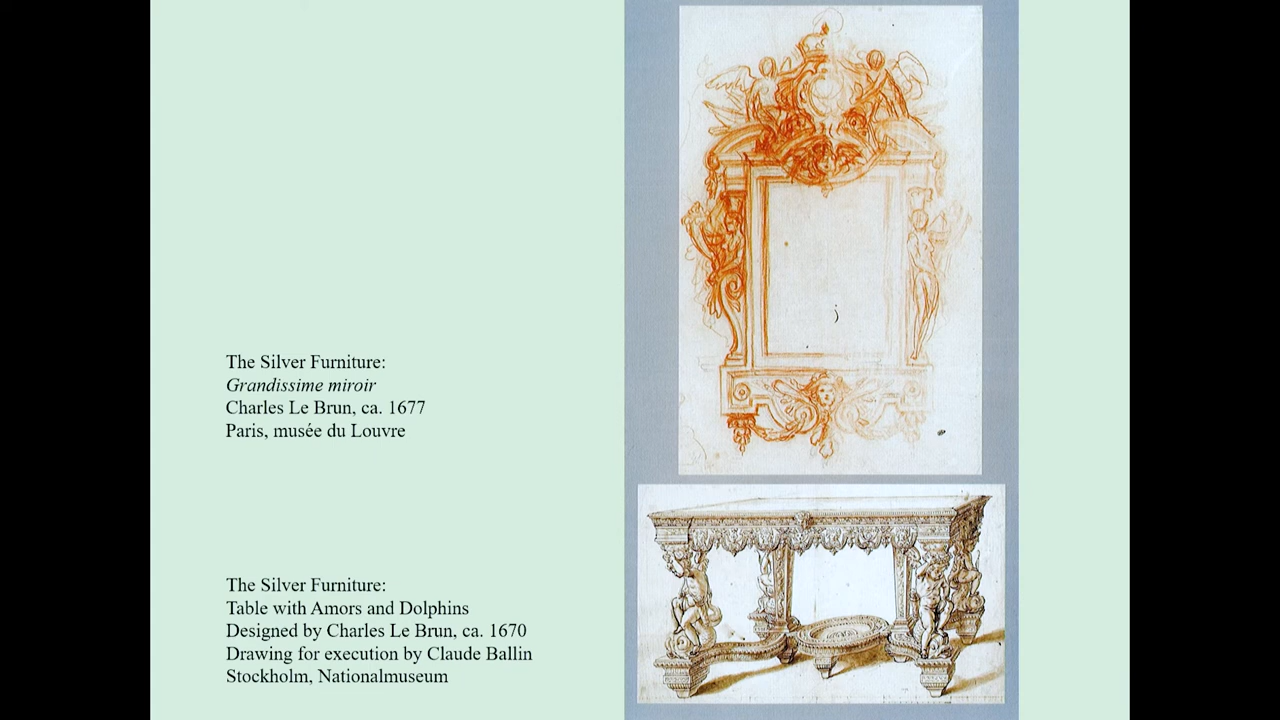 The Silver Furniture:
Grandissime miroir
Charles Le Brun, ca. 1677
Paris, musée du Louvre
The Silver Furniture:
Table with Amors and Dolphins
Designed by Charles Le Brun, ca. 1670
Drawing for execution by Claude Ballin
Stockholm, Nationalmuseum